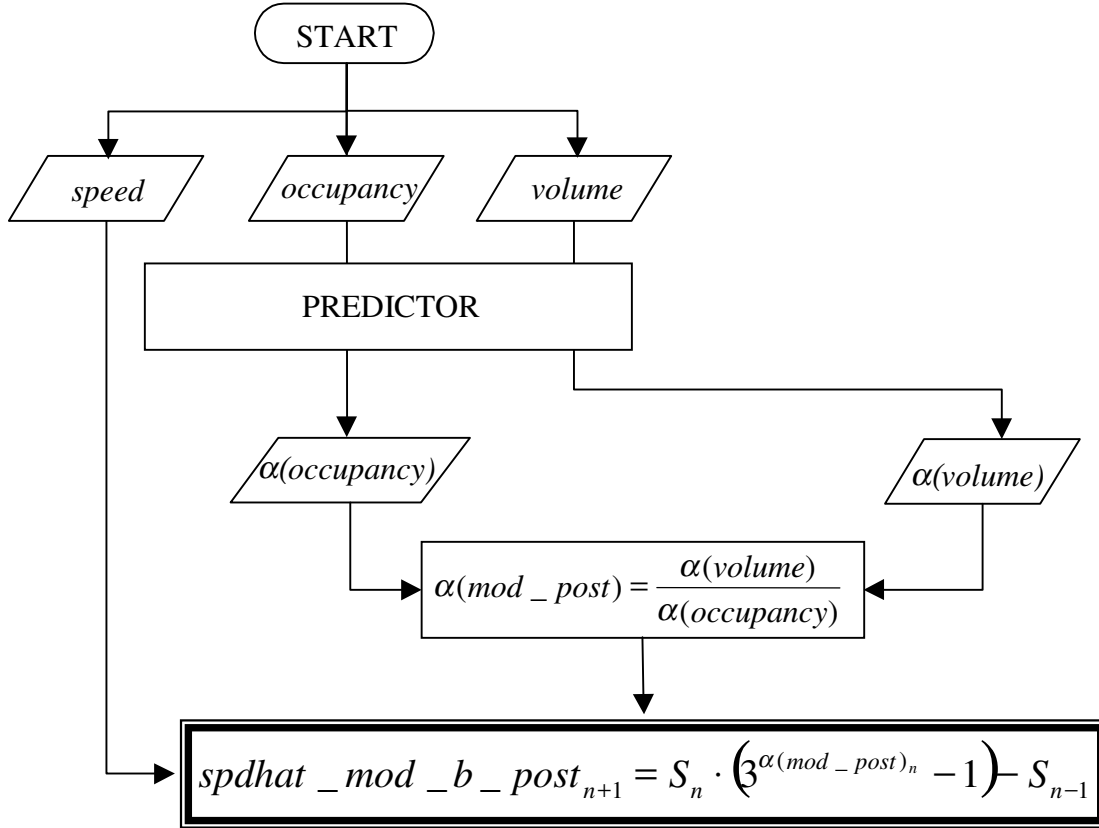 START
speed
occupancy
volume
PREDICTOR
α(occupancy)
α(volume)
α(mod _ post) = α(volume) / α(occupancy)
spdhat _ mod _ b _ post_{n+1} = S_n · (3^{α(mod _ post)_n} − 1) − S_{n−1}